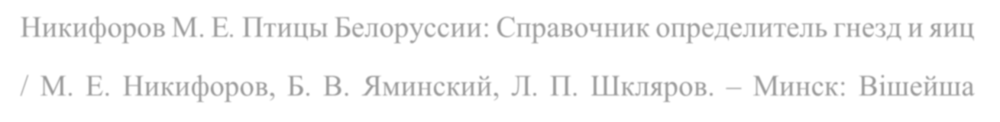 Никифоров М. Е. Птицы Белоруссии: Справочник определитель гнезд и яиц
/ М. Е. Никифоров, Б. В. Яминский, Л. П. Шкляров. – Минск: Вішейша